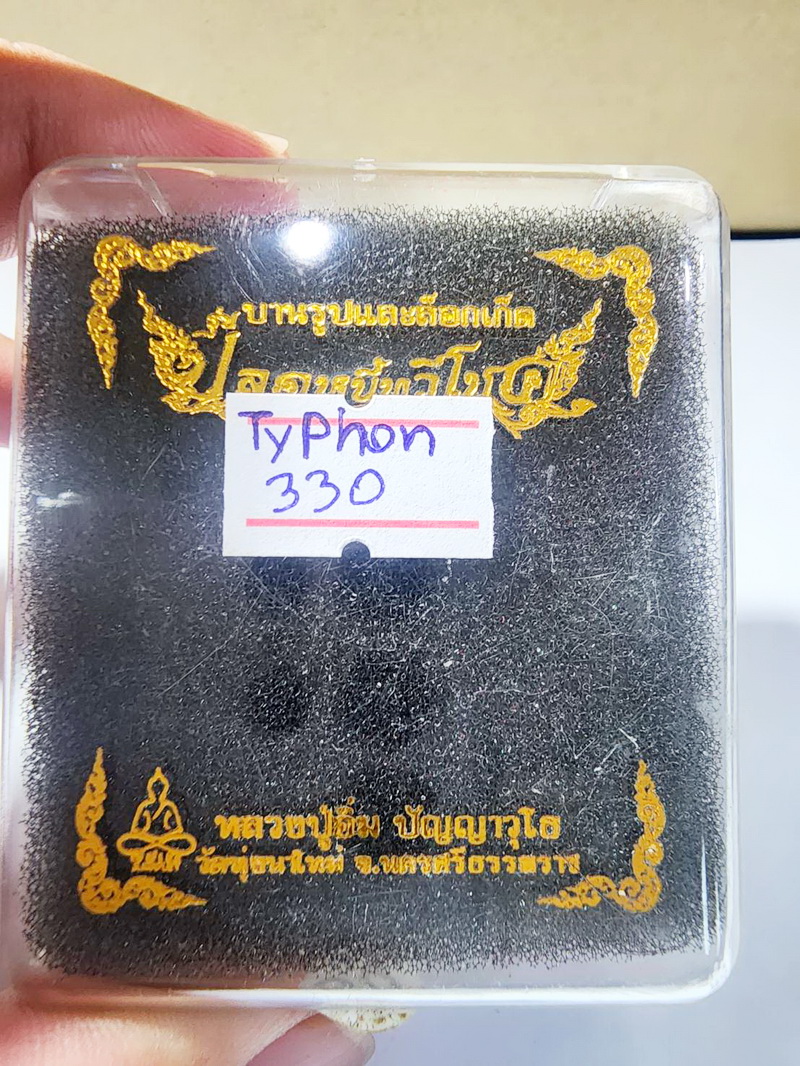 บานรูปและล็อกเก็ต
Typhon
330
หลวงปู่อิ่ม ปัญญาวุโธ
จ.นครศรีธรรมราช